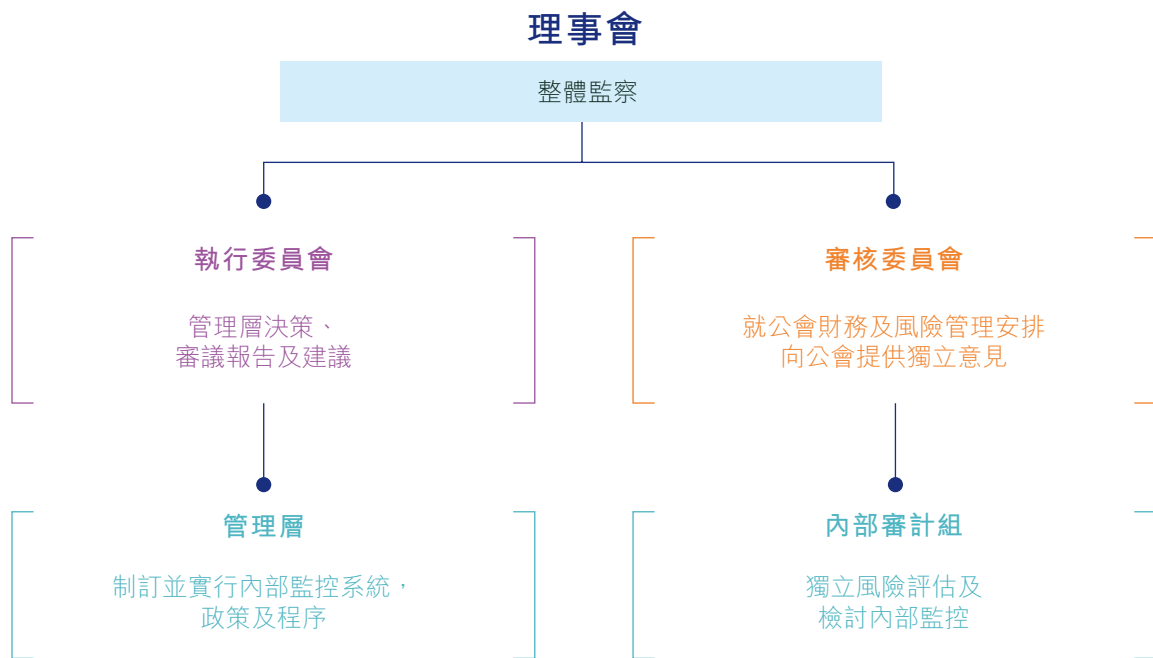 理事會
整體監察
執行委員會
管理層決策、
審議報告及建議
審核委員會
就公會財務及風險管理安排
向公會提供獨立意見
管理層
制訂並實行內部監控系統，
政策及程序
內部審計組
獨立風險評估及
檢討內部監控